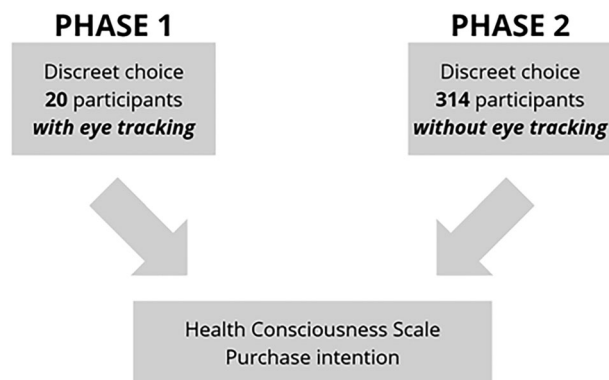 PHASE 1
Discreet choice
20 participants
with eye tracking
PHASE 2
Discreet choice
314 participants
without eye tracking
Health Consciousness Scale
Purchase intention